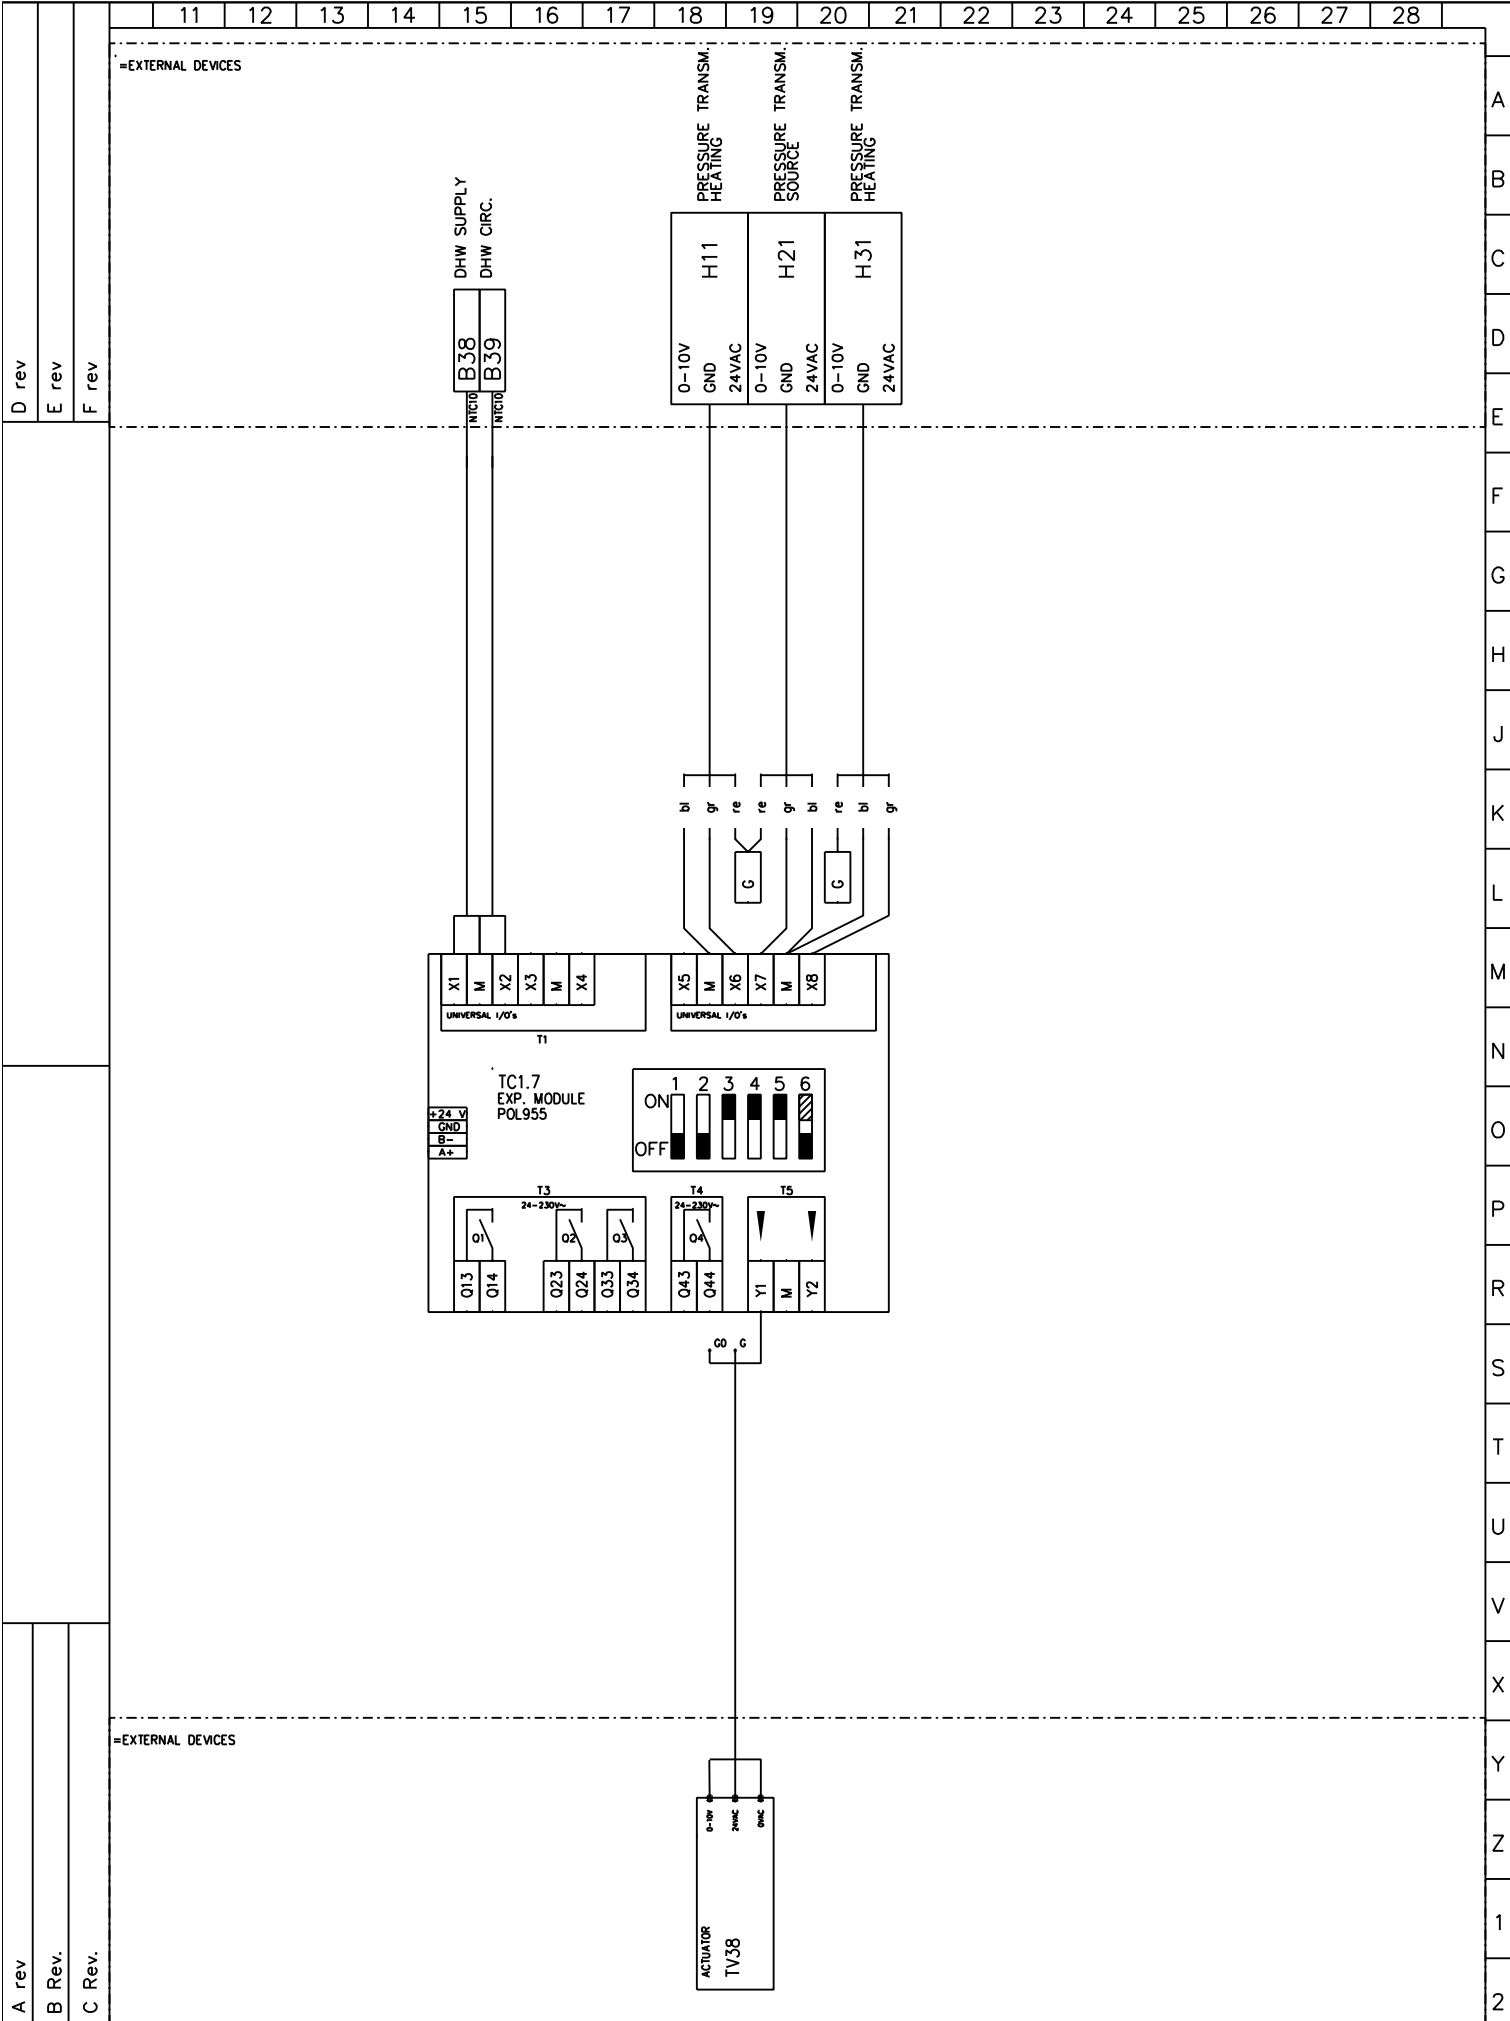 11 12 13 14 15 16 17 18 19 20 21 22 23 24 25 26 27 28
=EXTERNAL DEVICES
A
B
C
D
E
F
G
H
J
K
L
M
N
O
P
R
S
T
U
V
X
Y
Z
1
2
D rev
E rev
F rev
PRESSURE TRANSM.
HEATING
PRESSURE TRANSM.
SOURCE
PRESSURE TRANSM.
HEATING
DHW SUPPLY
DHW CIRC.
B38
B39
NTC10
NTC10
H11
H21
H31
0-10V
GND
24VAC
0-10V
GND
24VAC
0-10V
GND
24VAC
bl gr re re gr bl re bl gr
G G
X1 M X2 X3 M X4
UNIVERSAL I/O's
X5 M X6 X7 M X8
UNIVERSAL I/O's
T1
TC1.7
EXP. MODULE
POL955
+24 V
GND
B-
A+
1 2 3 4 5 6
ON
OFF
T3
24-230V~
T4
24-230V~
T5
Q1 Q2 Q3 Q4
Q13 Q14 Q23 Q24 Q33 Q34 Q43 Q44 Y1 M Y2
G0 G
=EXTERNAL DEVICES
0-10V
24VAC
0VAC
ACTUATOR
TV38
A rev
B Rev.
C Rev.